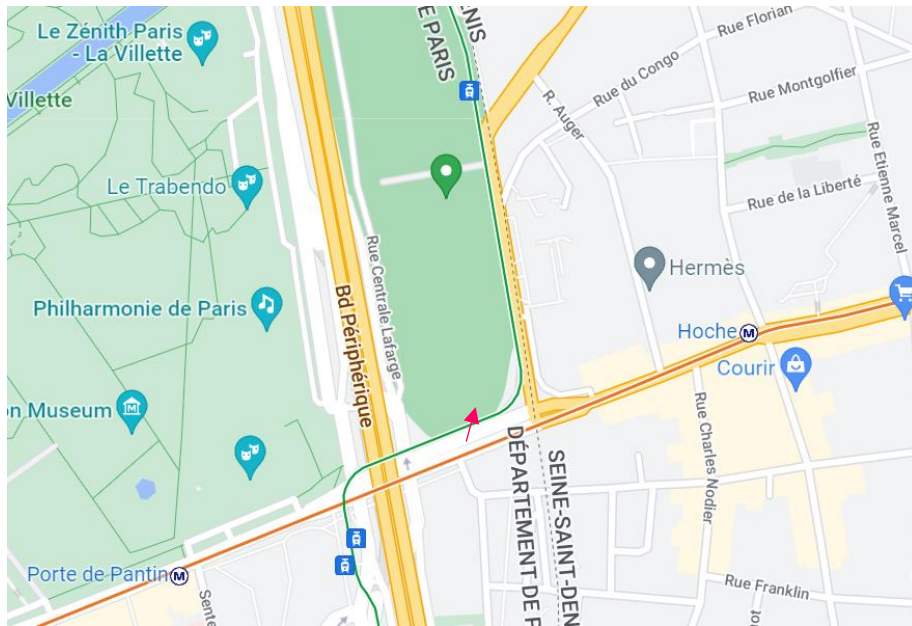 Le Zénith Paris
- La Villette
Villette
Le Trabendo
Philharmonie de Paris
on Museum
Porte de Pantin
Sente
Bd Périphérique
Rue Centrale Lafarge
ENIS
E PARIS
R. Auger
Rue du Congo
Rue Florian
Rue Montgolfier
Rue Etienne Marcel
Rue de la Liberté
Hermès
Hoche
M
Courir
Rue Charles Nodier
DÉPARTEMENT DE P
SEINE-SAINT-DEN
Rue Franklin
M